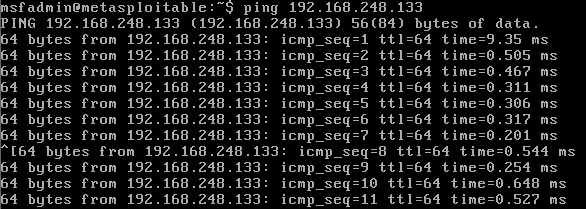 msfadmin@metasploitable:~$ ping 192.168.248.133
PING 192.168.248.133 (192.168.248.133) 56(84) bytes of data.
64 bytes from 192.168.248.133: icmp_seq=1 ttl=64 time=9.35 ms
64 bytes from 192.168.248.133: icmp_seq=2 ttl=64 time=0.505 ms
64 bytes from 192.168.248.133: icmp_seq=3 ttl=64 time=0.467 ms
64 bytes from 192.168.248.133: icmp_seq=4 ttl=64 time=0.311 ms
64 bytes from 192.168.248.133: icmp_seq=5 ttl=64 time=0.306 ms
64 bytes from 192.168.248.133: icmp_seq=6 ttl=64 time=0.317 ms
64 bytes from 192.168.248.133: icmp_seq=7 ttl=64 time=0.201 ms
^[64 bytes from 192.168.248.133: icmp_seq=8 ttl=64 time=0.544 ms
64 bytes from 192.168.248.133: icmp_seq=9 ttl=64 time=0.254 ms
64 bytes from 192.168.248.133: icmp_seq=10 ttl=64 time=0.648 ms
64 bytes from 192.168.248.133: icmp_seq=11 ttl=64 time=0.527 ms